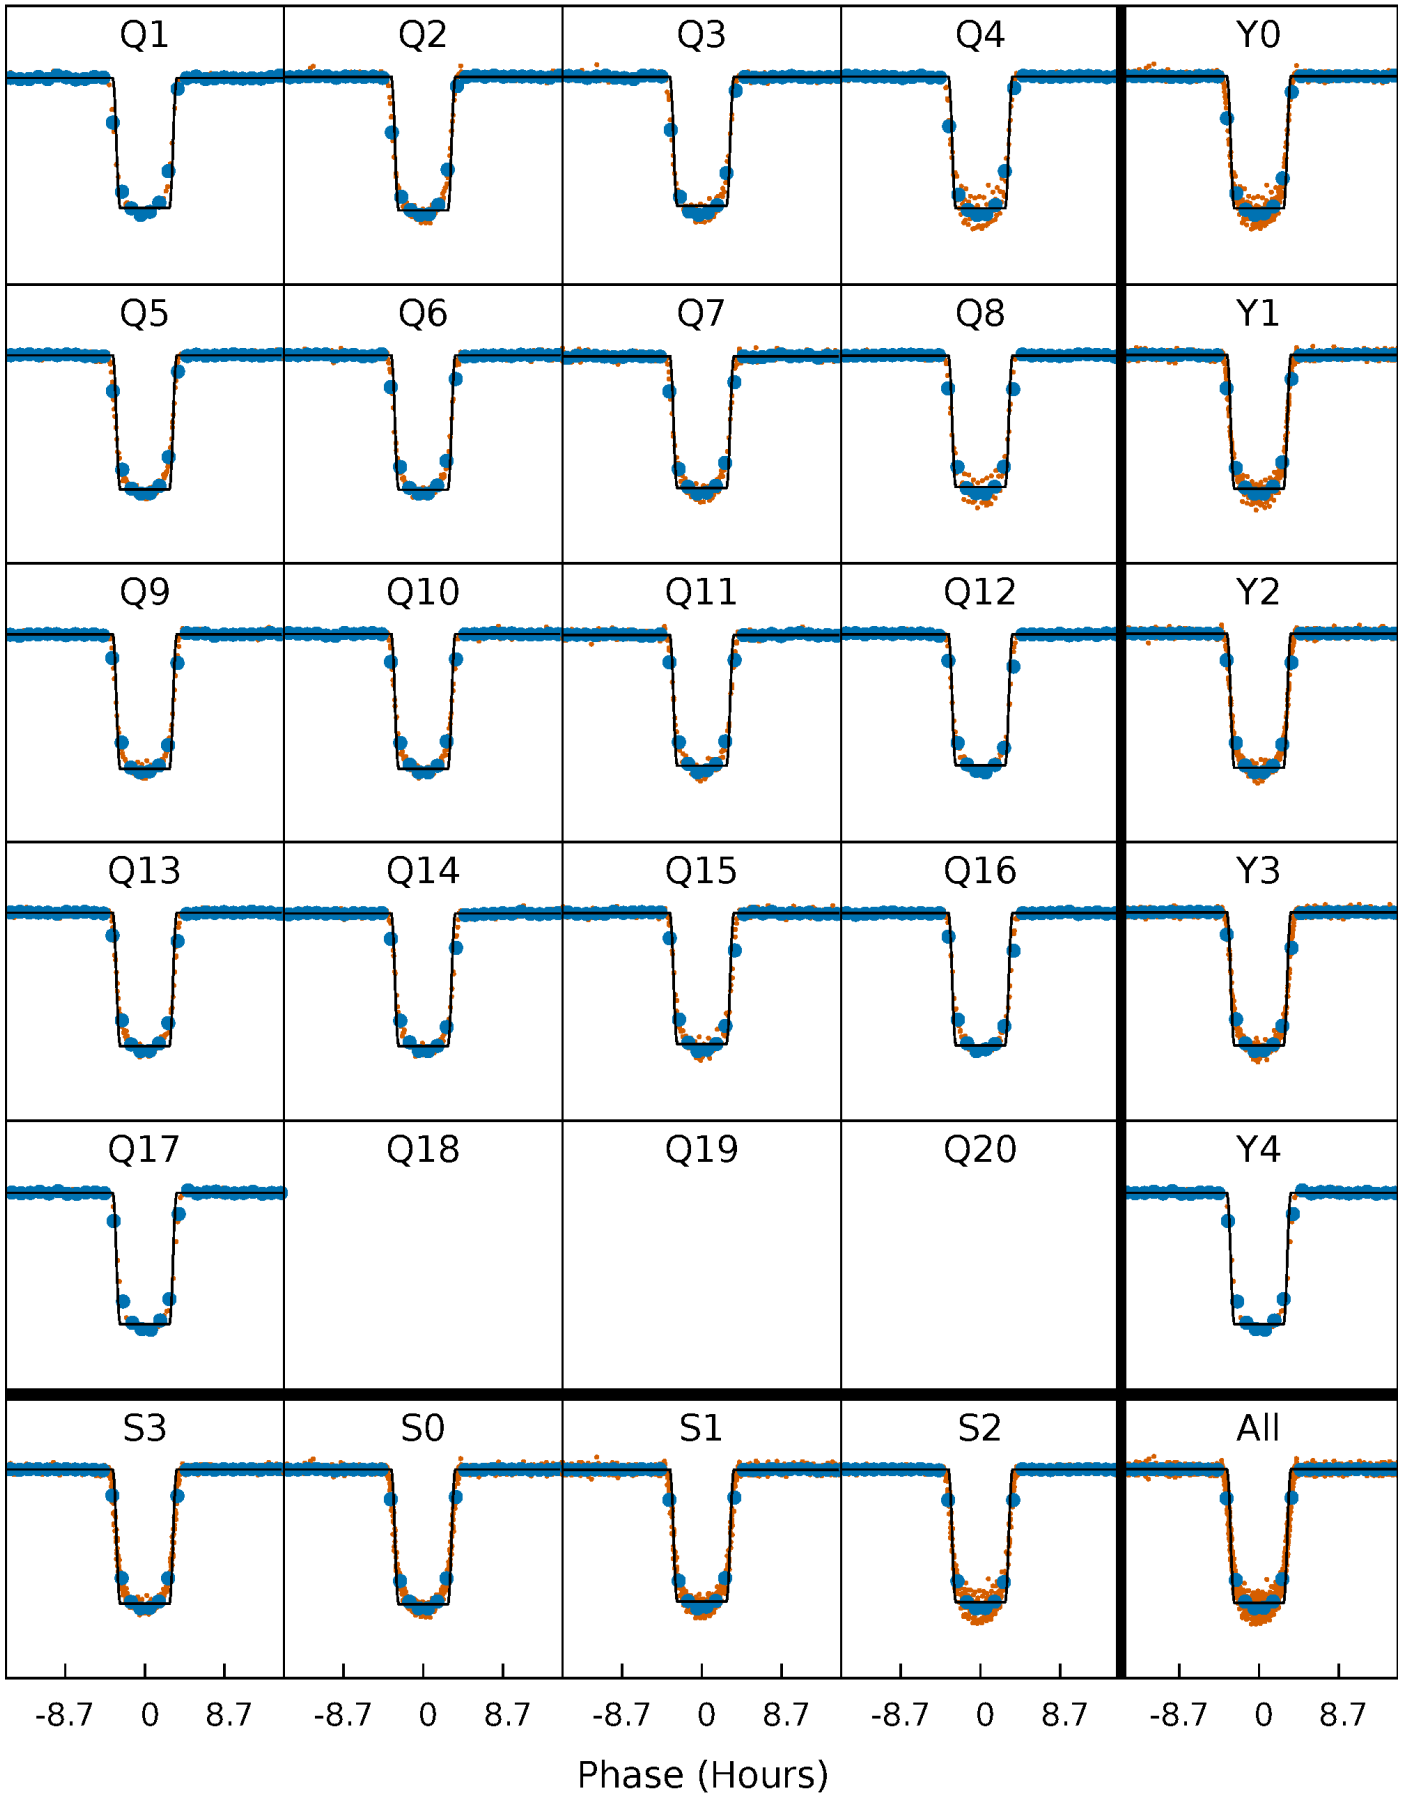 Q1 Q2 Q3 Q4 Y0
Q5 Q6 Q7 Q8 Y1
Q9 Q10 Q11 Q12 Y2
Q13 Q14 Q15 Q16 Y3
Q17 Q18 Q19 Q20 Y4
S3 S0 S1 S2 All
-8.7 0 8.7 -8.7 0 8.7 -8.7 0 8.7 -8.7 0 8.7 -8.7 0 8.7
Phase (Hours)